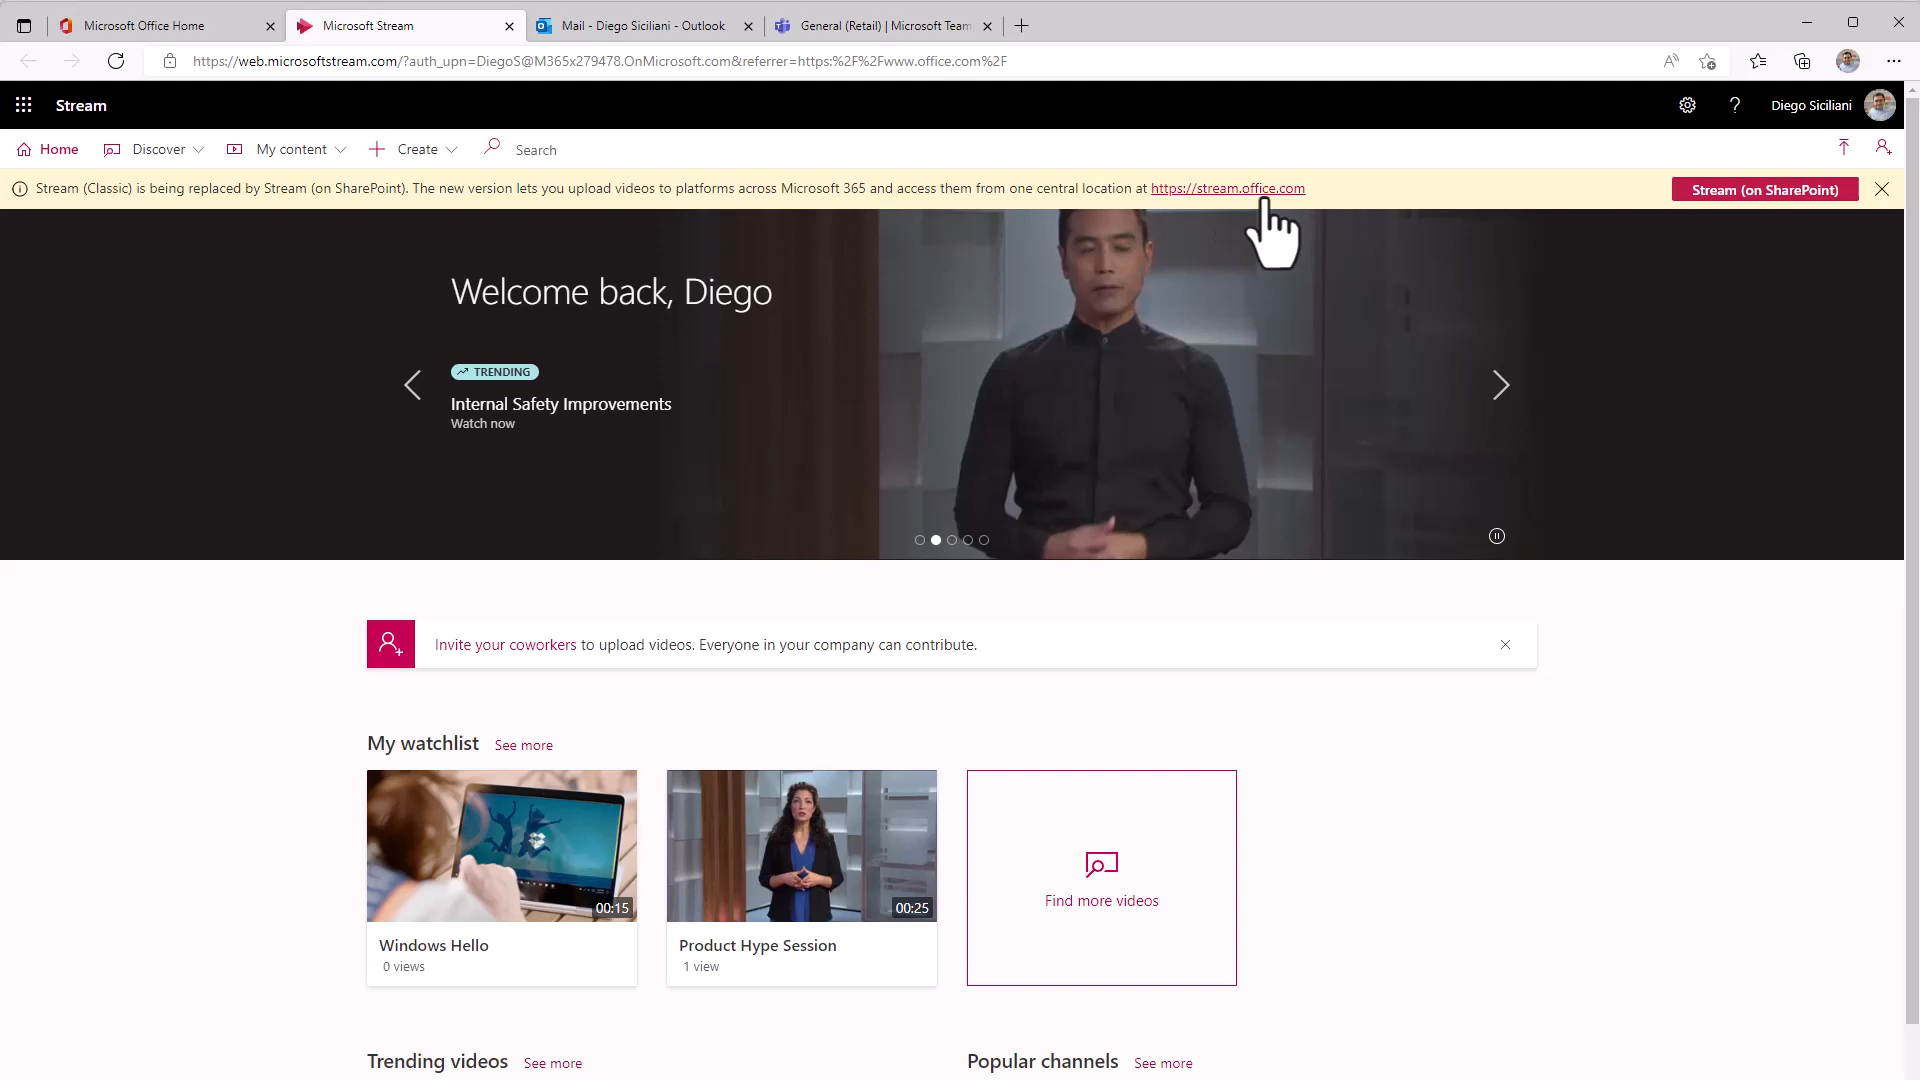 Microsoft Office Home
Microsoft Stream
Mail - Diego Siciliani - Outlook
General (Retail) | Microsoft Team
https://web.microsoftstream.com/?auth_upn=DiegoS@M365x279478.OnMicrosoft.com&referrer=https:%2F%2Fwww.office.com%2F
Stream
Diego Siciliani
Home
Discover
My content
Create
Search
Stream (Classic) is being replaced by Stream (on SharePoint). The new version lets you upload videos to platforms across Microsoft 365 and access them from one central location at https://stream.office.com
Stream (on SharePoint)
Welcome back, Diego
TRENDING
Internal Safety Improvements
Watch now
Invite your coworkers to upload videos. Everyone in your company can contribute.
My watchlist See more
00:15
00:25
Windows Hello
0 views
Product Hype Session
1 view
Find more videos
Trending videos See more
Popular channels See more